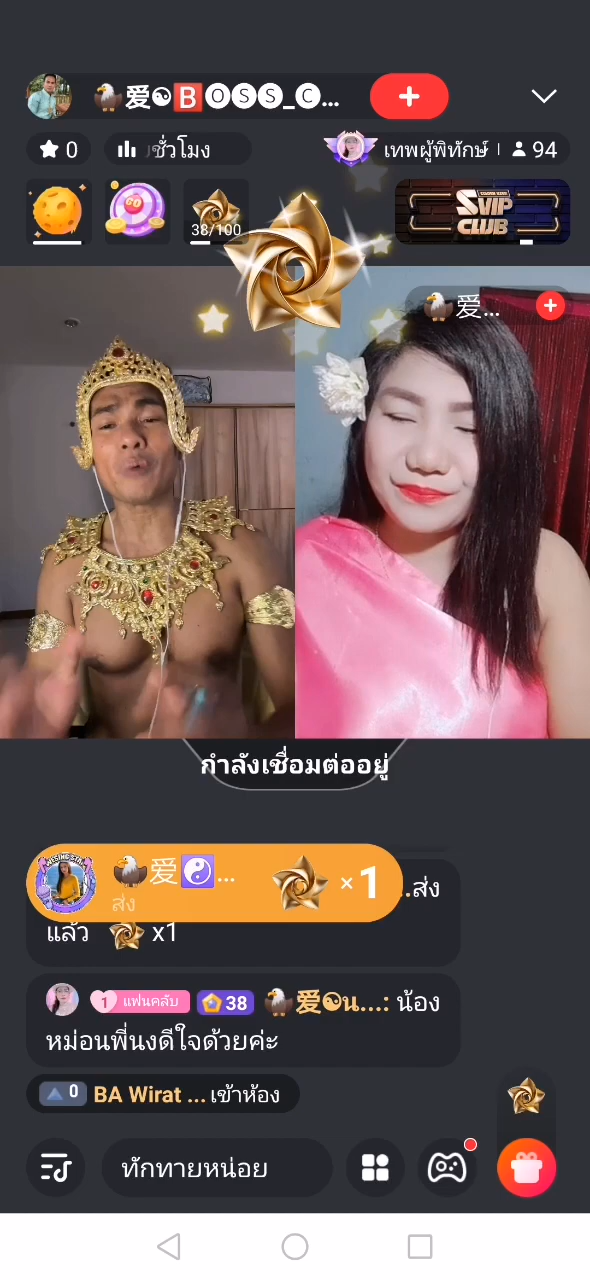 🦅爱☯🅱🅞🅢🅢_🅒...
0
ชั่วโมง
เทพผู้พิทักษ์ | 94
60
38/100
SVIP
CLUB
🦅爱...
กำลังเชื่อมต่ออยู่
🦅爱☯...
ส่ง
× 1
...ส่ง
แล้ว x1
1 แฟนคลับ 38 🦅爱☯น...: น้อง
หม่อนพี่นงดีใจด้วยค่ะ
0 BA Wirat ... เข้าห้อง
ทักทายหน่อย